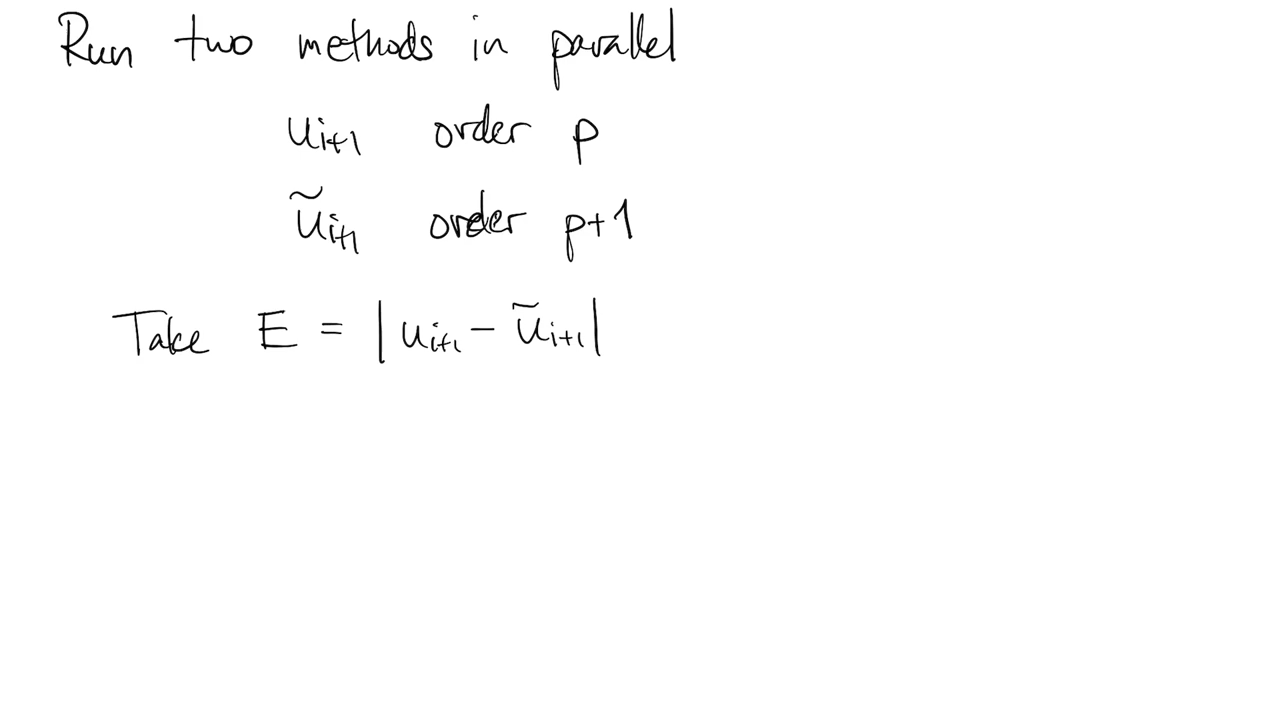 Run two methods in parallel
u_{i+1} order p
ũ_{i+1} order p+1
Take E = |u_{i+1} − ũ_{i+1}|